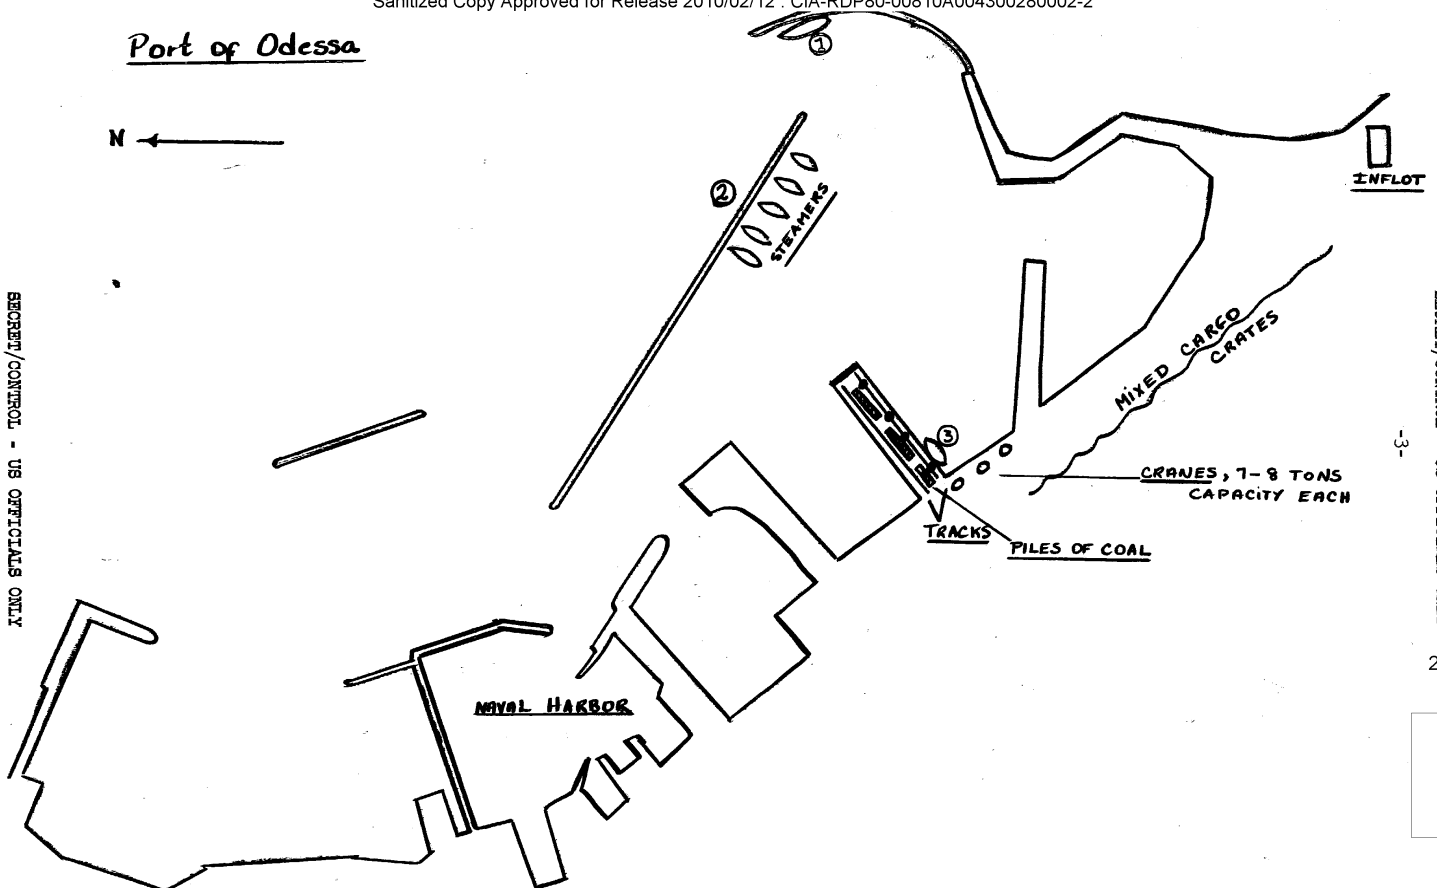 Sanitized Copy Approved for Release 2010/02/12 : CIA-RDP80-00810A004300280002-2
Port of Odessa
N
1
INFLOT
2
STEAMERS
MIXED CARGO
CRATES
3
CRANES, 7-8 TONS
CAPACITY EACH
TRACKS
PILES OF COAL
NAVAL HARBOR
SECRET/CONTROL - US OFFICIALS ONLY
-3-
2